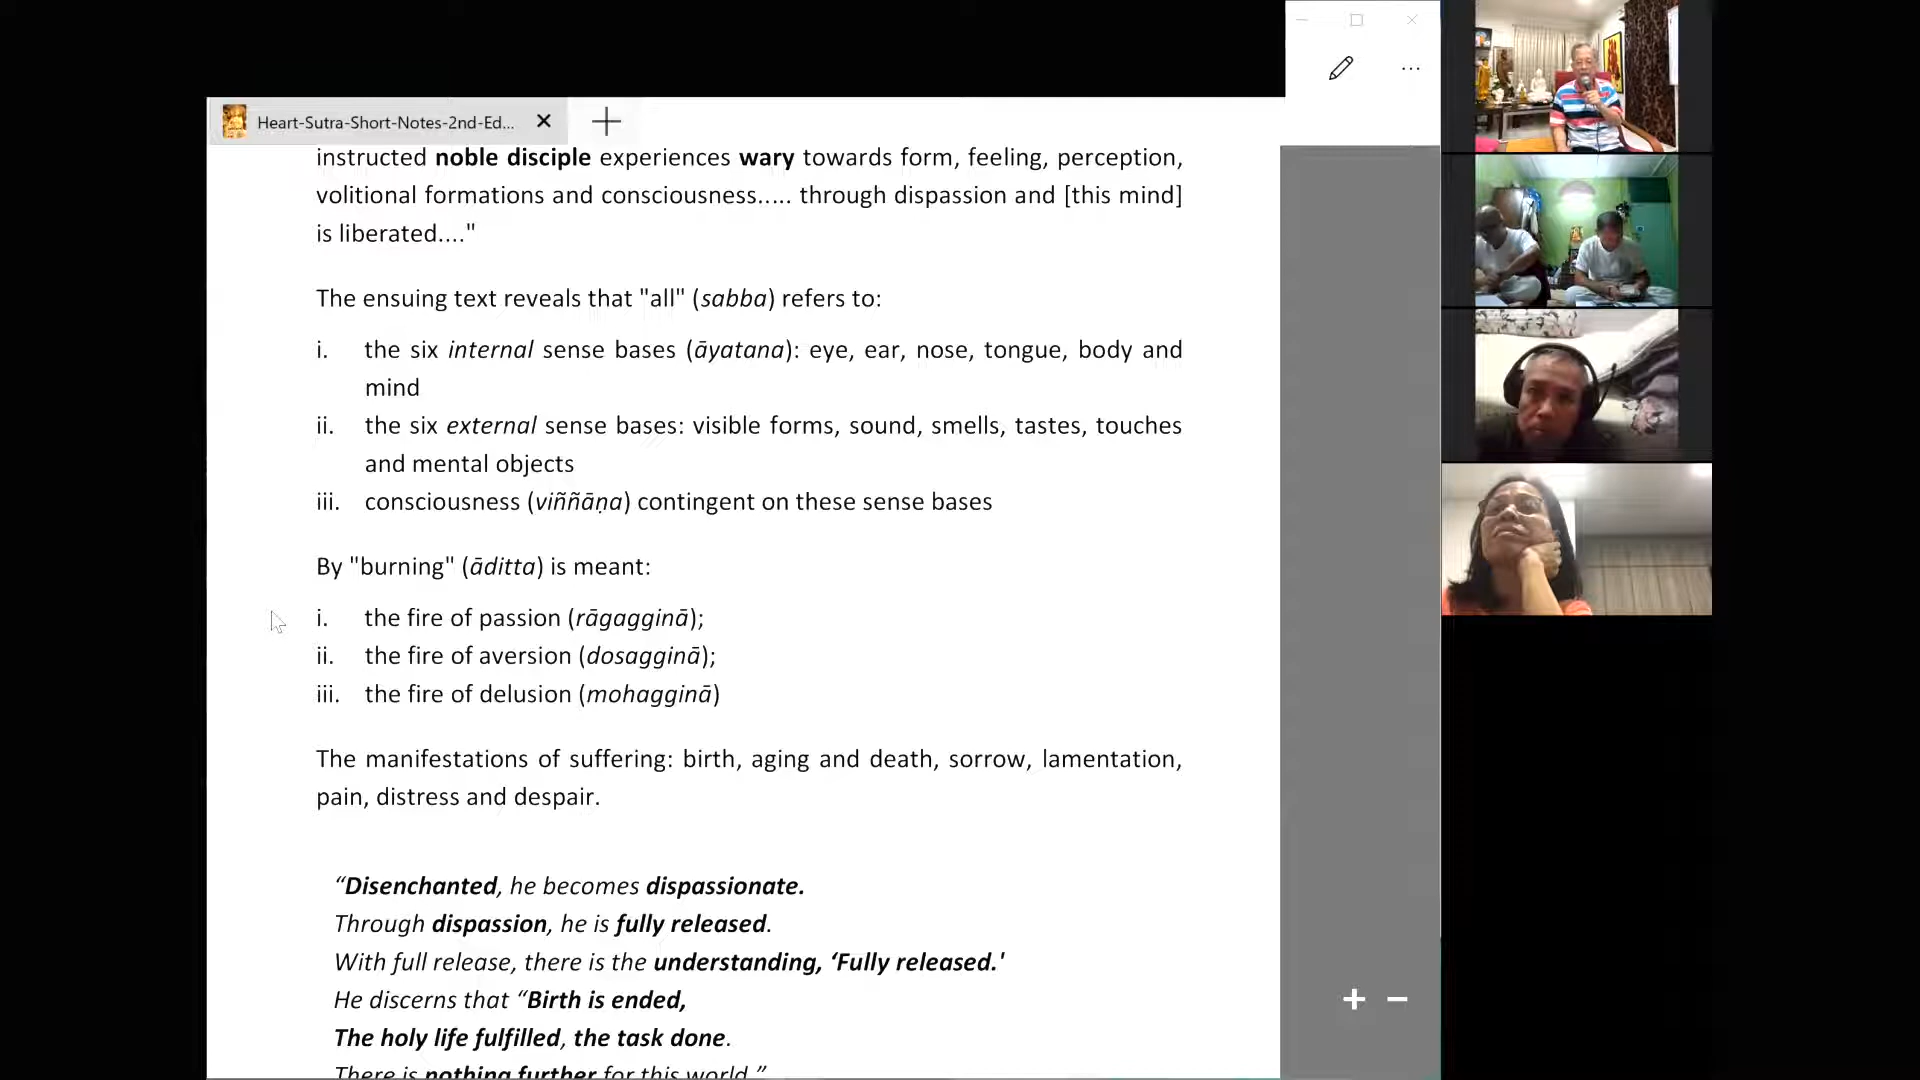 Heart-Sutra-Short-Notes-2nd-Ed...
instructed noble disciple experiences wary towards form, feeling, perception,
volitional formations and consciousness..... through dispassion and [this mind]
is liberated...."
The ensuing text reveals that "all" (sabba) refers to:
i. the six internal sense bases (āyatana): eye, ear, nose, tongue, body and
mind
ii. the six external sense bases: visible forms, sound, smells, tastes, touches
and mental objects
iii. consciousness (viññāṇa) contingent on these sense bases
By "burning" (āditta) is meant:
i. the fire of passion (rāgagginā);
ii. the fire of aversion (dosagginā);
iii. the fire of delusion (mohagginā)
The manifestations of suffering: birth, aging and death, sorrow, lamentation,
pain, distress and despair.
“Disenchanted, he becomes dispassionate.
Through dispassion, he is fully released.
With full release, there is the understanding, ‘Fully released.'
He discerns that “Birth is ended,
The holy life fulfilled, the task done.
There is nothing further for this world.”